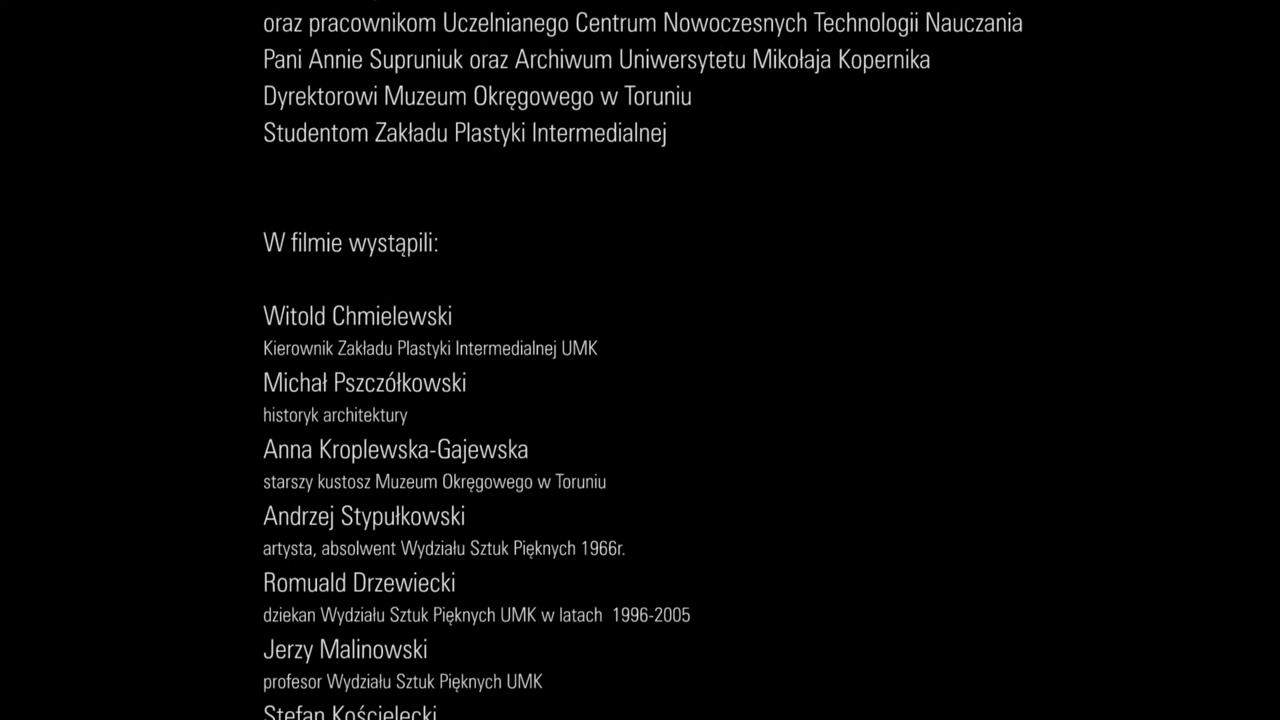 oraz pracownikom Uczelnianego Centrum Nowoczesnych Technologii Nauczania
Pani Annie Supruniuk oraz Archiwum Uniwersytetu Mikołaja Kopernika
Dyrektorowi Muzeum Okręgowego w Toruniu
Studentom Zakładu Plastyki Intermedialnej
W filmie wystąpili:
Witold Chmielewski
Kierownik Zakładu Plastyki Intermedialnej UMK
Michał Pszczółkowski
historyk architektury
Anna Kroplewska-Gajewska
starszy kustosz Muzeum Okręgowego w Toruniu
Andrzej Stypułkowski
artysta, absolwent Wydziału Sztuk Pięknych 1966r.
Romuald Drzewiecki
dziekan Wydziału Sztuk Pięknych UMK w latach  1996-2005
Jerzy Malinowski
profesor Wydziału Sztuk Pięknych UMK
Stefan Kościelecki